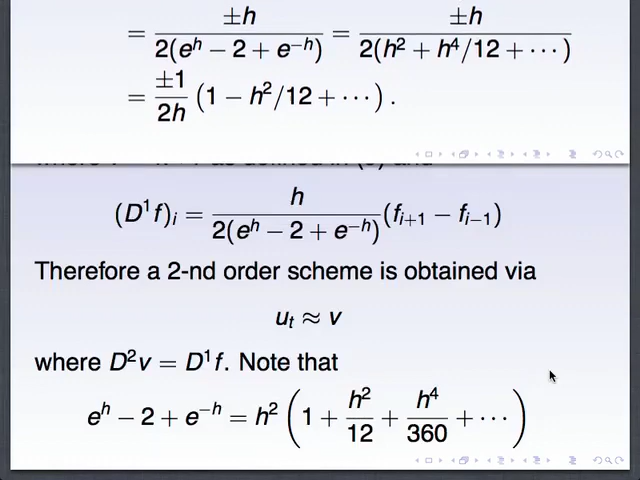 = ±h / 2(e^h − 2 + e^{−h}) = ±h / 2(h^2 + h^4/12 + ⋯)
= ±1 / 2h (1 − h^2/12 + ⋯) .
(D^1 f)_i = h / 2(e^h − 2 + e^{−h}) (f_{i+1} − f_{i−1})
Therefore a 2-nd order scheme is obtained via
u_t ≈ v
where D^2 v = D^1 f. Note that
e^h − 2 + e^{−h} = h^2 (1 + h^2/12 + h^4/360 + ⋯)